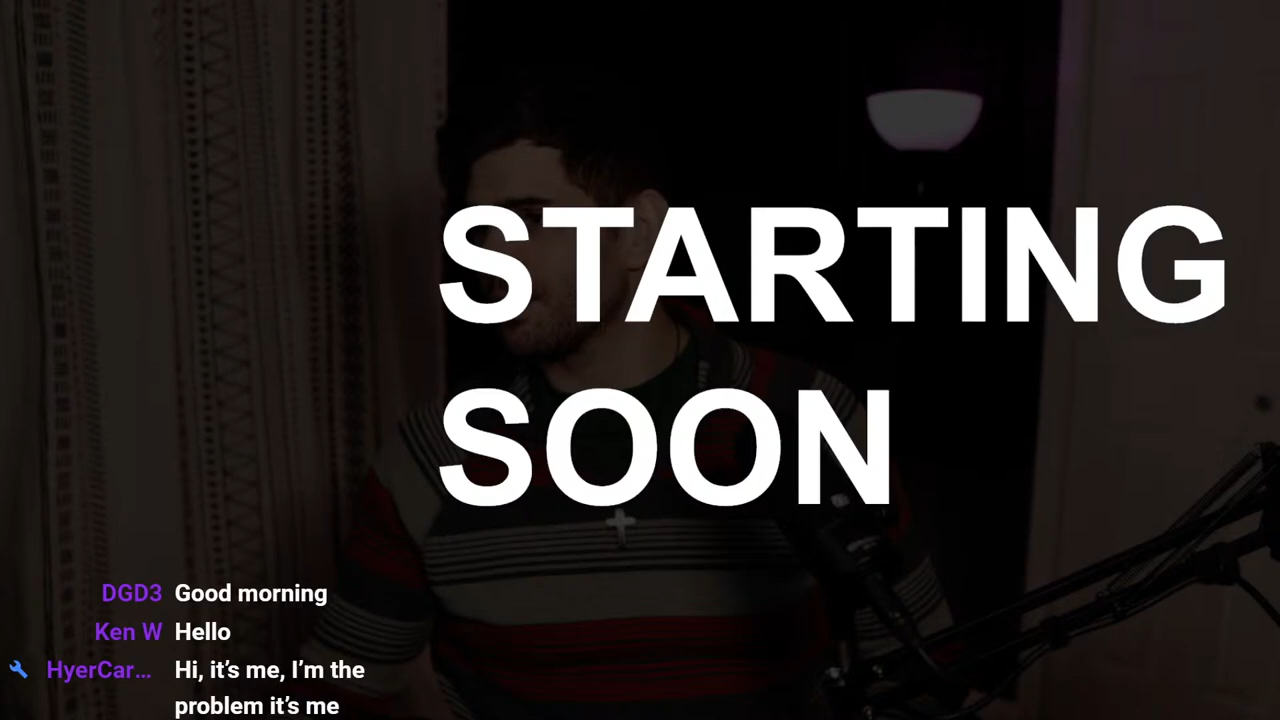 STARTING
SOON
DGD3 Good morning
Ken W Hello
HyerCar… Hi, it’s me, I’m the
problem it’s me